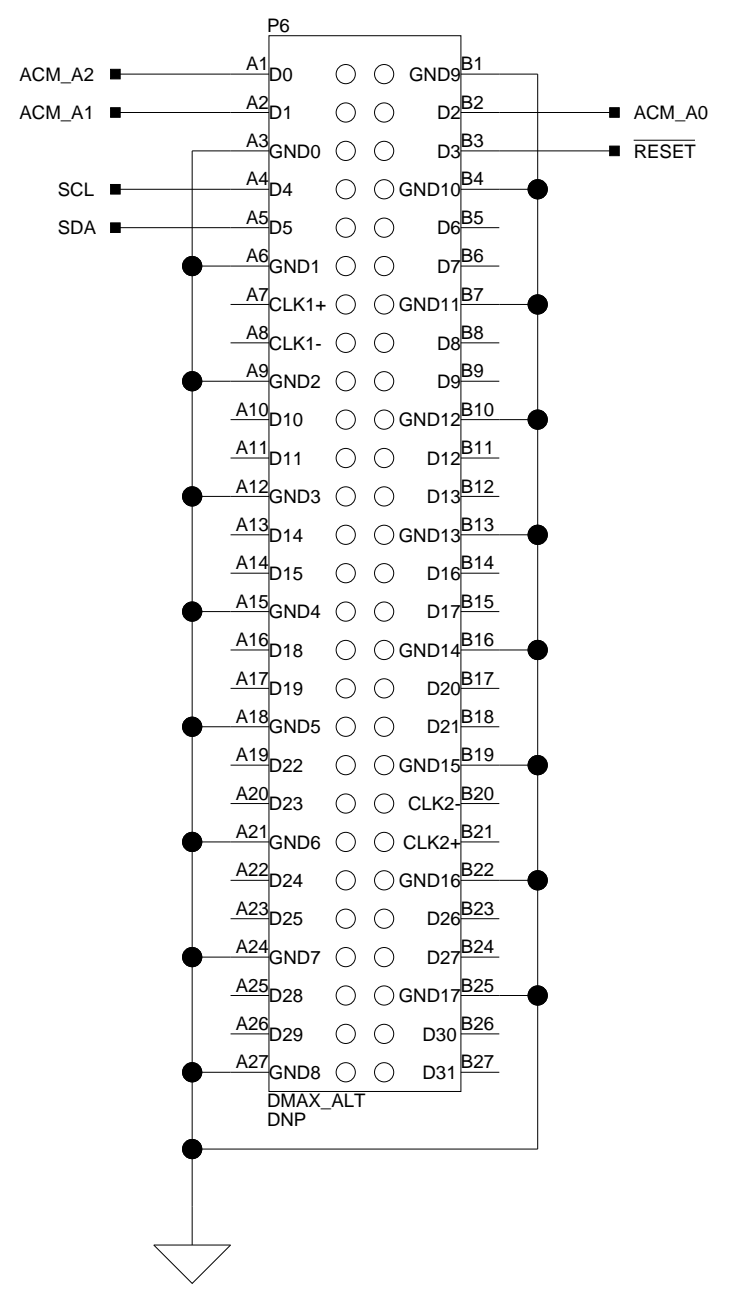 P6
ACM_A2 A1 D0 GND9 B1
ACM_A1 A2 D1 D2 B2 ACM_A0
A3 GND0 D3 B3 RESET
SCL A4 D4 GND10 B4
SDA A5 D5 D6 B5
A6 GND1 D7 B6
A7 CLK1+ GND11 B7
A8 CLK1- D8 B8
A9 GND2 D9 B9
A10 D10 GND12 B10
A11 D11 D12 B11
A12 GND3 D13 B12
A13 D14 GND13 B13
A14 D15 D16 B14
A15 GND4 D17 B15
A16 D18 GND14 B16
A17 D19 D20 B17
A18 GND5 D21 B18
A19 D22 GND15 B19
A20 D23 CLK2- B20
A21 GND6 CLK2+ B21
A22 D24 GND16 B22
A23 D25 D26 B23
A24 GND7 D27 B24
A25 D28 GND17 B25
A26 D29 D30 B26
A27 GND8 D31 B27
DMAX_ALT
DNP